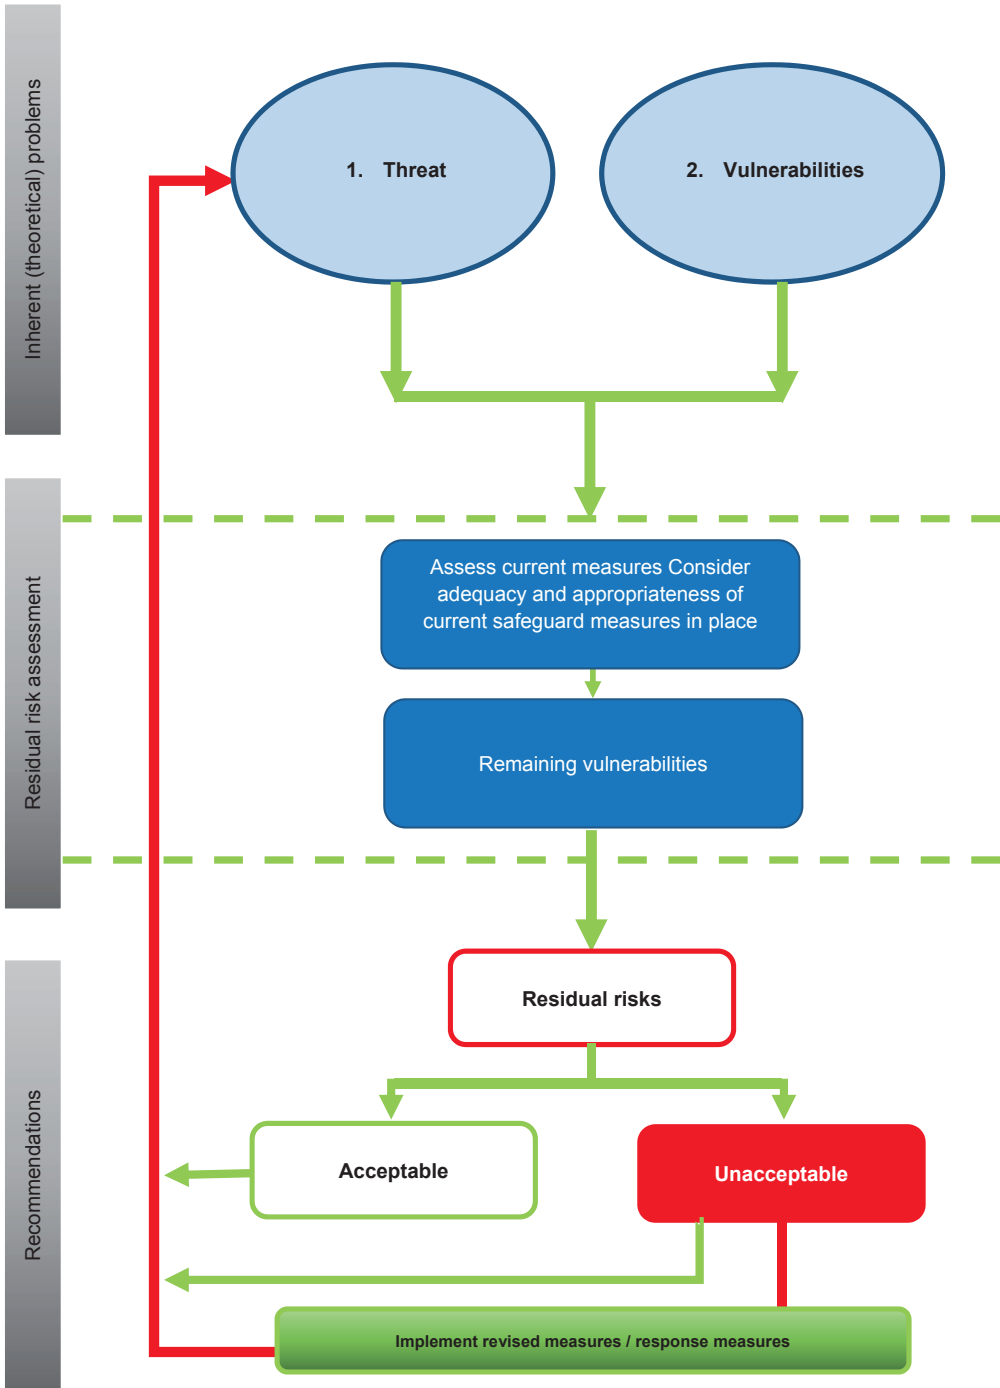 Inherent (theoretical) problems
1. Threat
2. Vulnerabilities
Residual risk assessment
Assess current measures Consider
adequacy and appropriateness of
current safeguard measures in place
Remaining vulnerabilities
Recommendations
Residual risks
Acceptable
Unacceptable
Implement revised measures / response measures